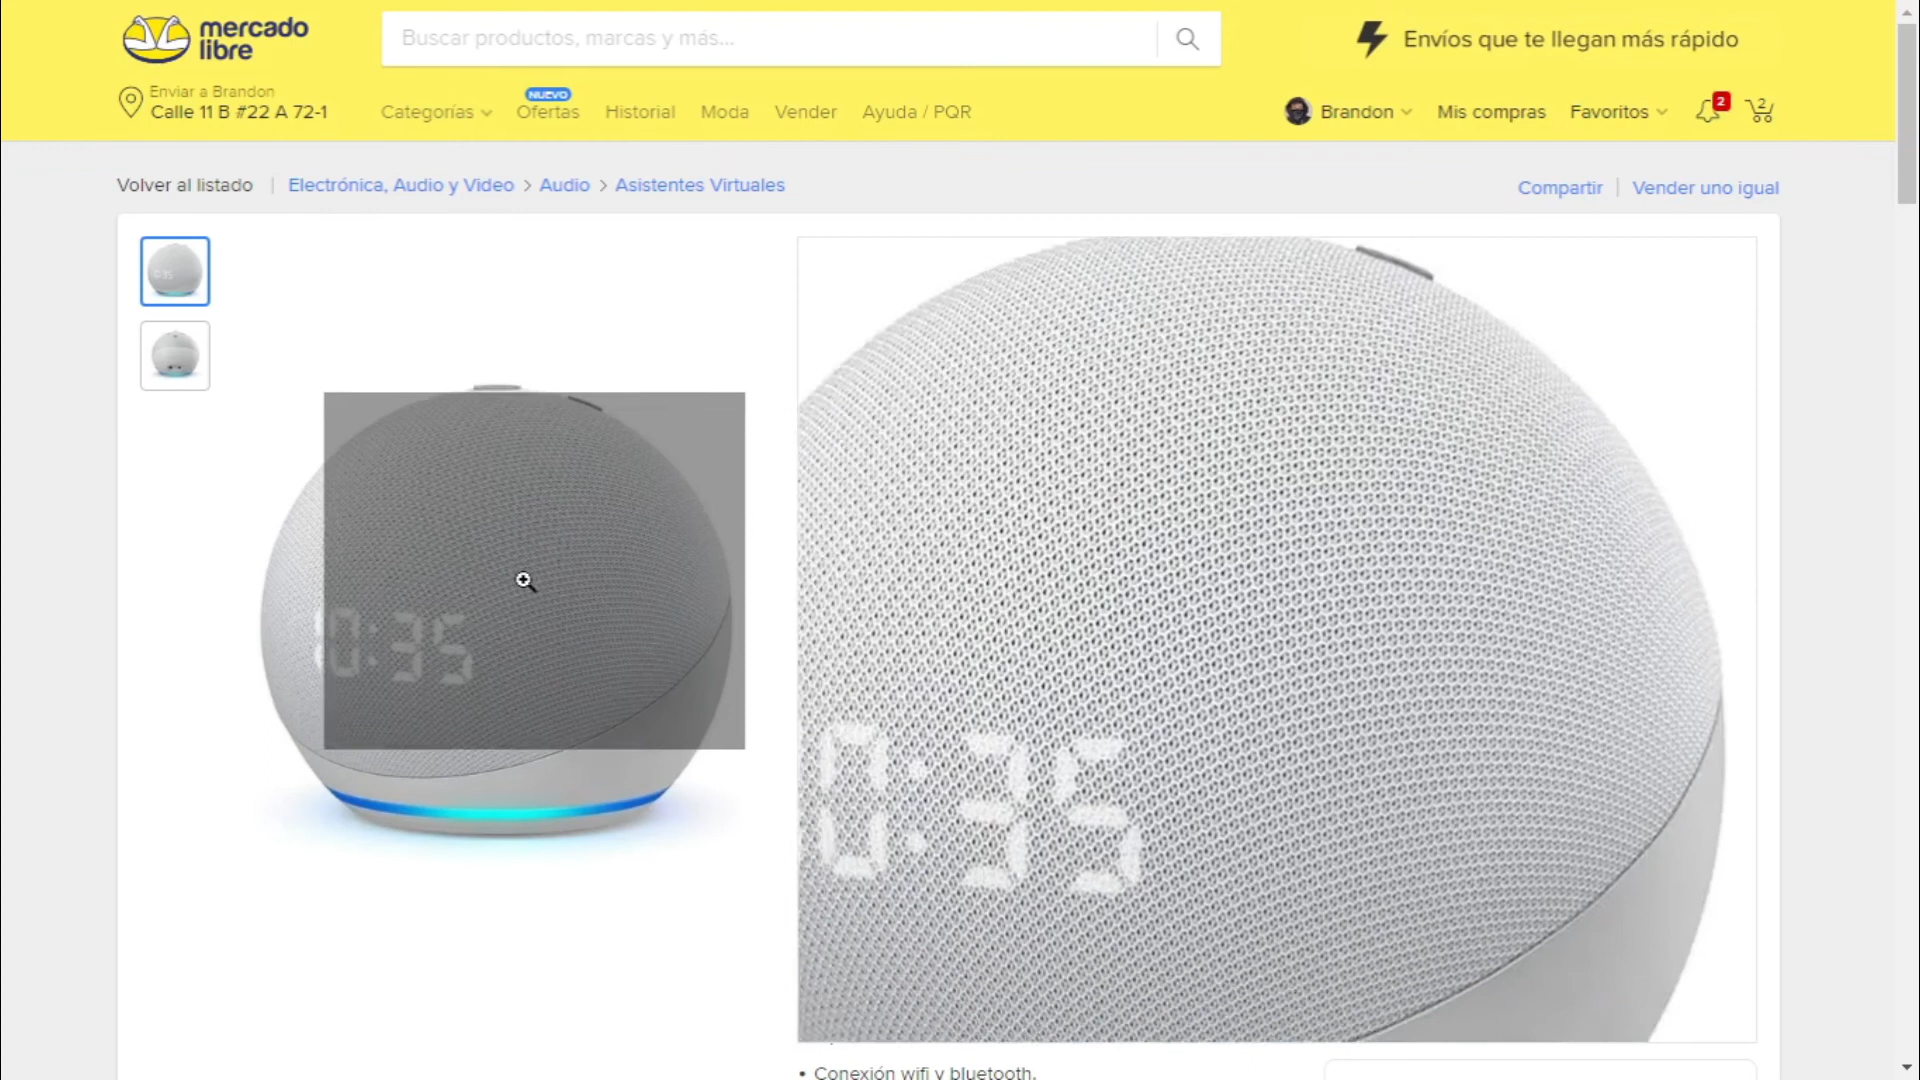 mercado
libre
Buscar productos, marcas y más...
Envíos que te llegan más rápido
Enviar a Brandon
Calle 11 B #22 A 72-1
Categorías
NUEVO
Ofertas
Historial
Moda
Vender
Ayuda / PQR
Brandon
Mis compras
Favoritos
2
2
Volver al listado
Electrónica, Audio y Video > Audio > Asistentes Virtuales
Compartir
Vender uno igual
0:35
10:35
0:35
• Conexión wifi y bluetooth.